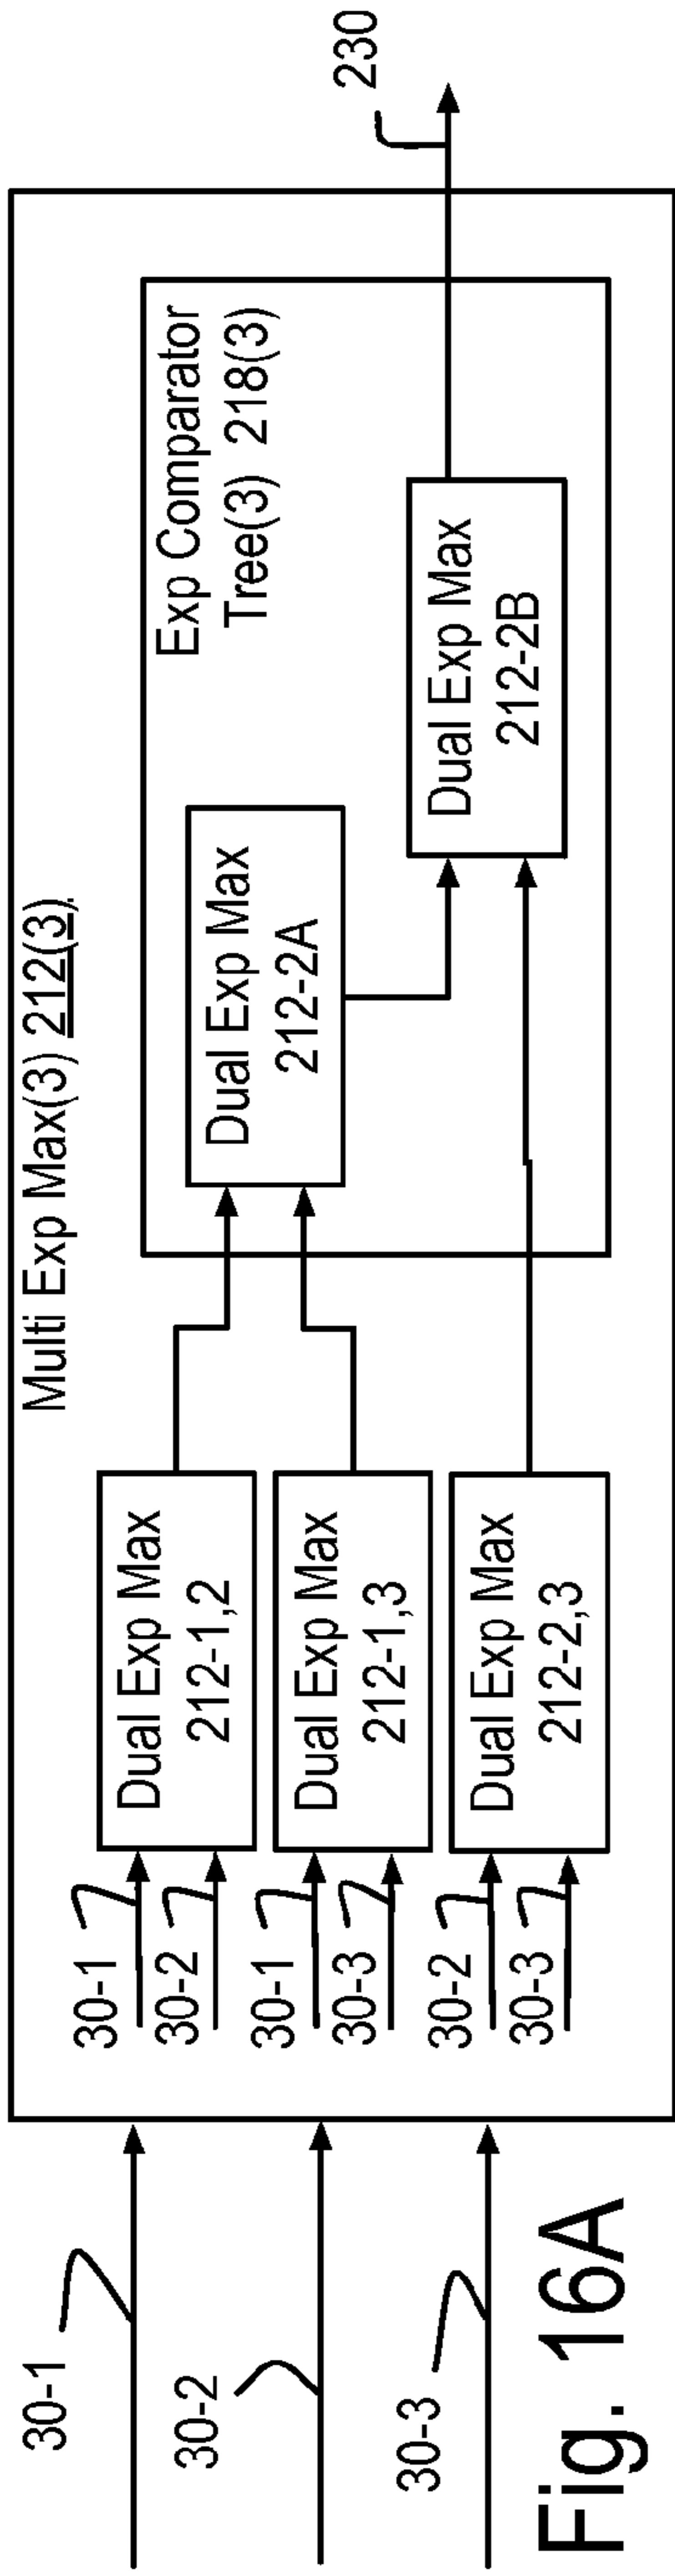 Multi Exp Max(3) 212(3)
30-1
30-2
30-3
30-1
30-2
30-1
30-3
30-2
30-3
Dual Exp Max
212-1,2
Dual Exp Max
212-1,3
Dual Exp Max
212-2,3
Exp Comparator
Tree(3) 218(3)
Dual Exp Max
212-2A
Dual Exp Max
212-2B
230
Fig. 16A